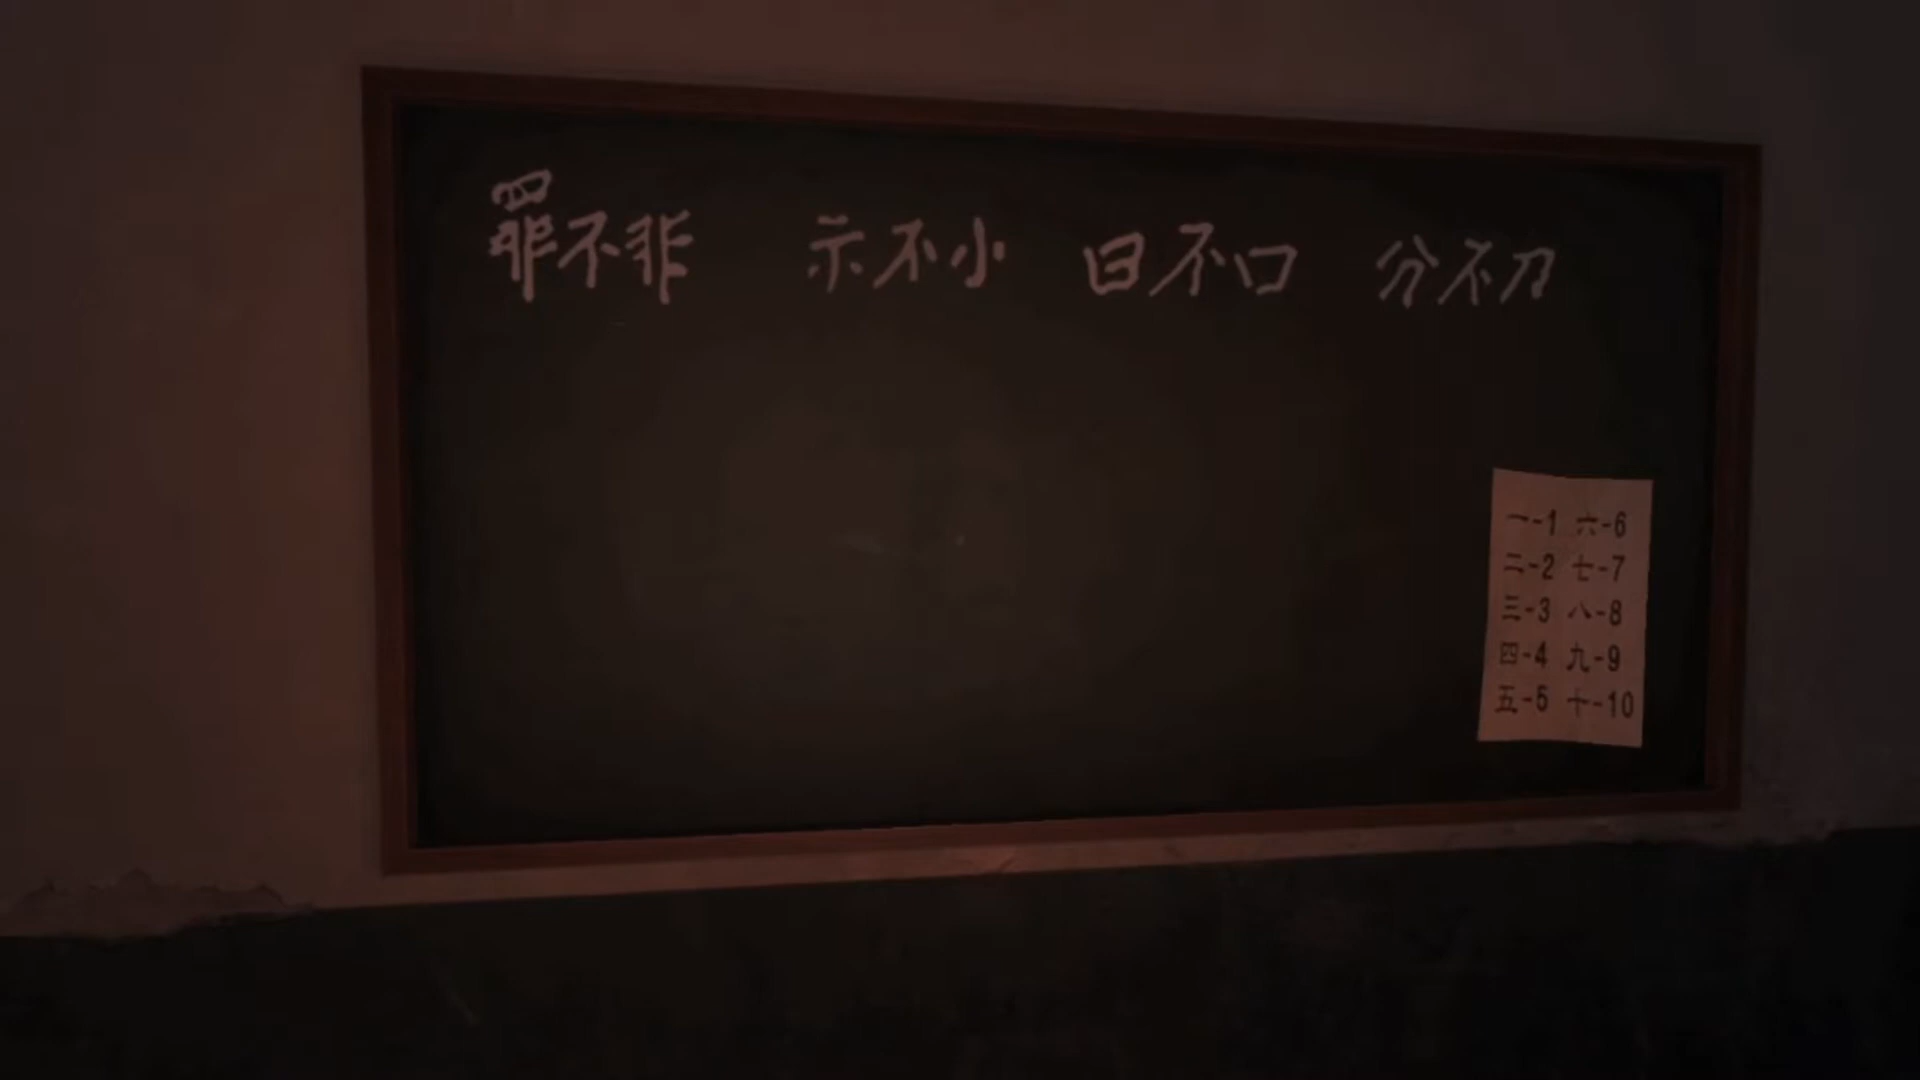 罪不非 示不小 日不口 分不刀
一-1 六-6
二-2 七-7
三-3 八-8
四-4 九-9
五-5 十-10